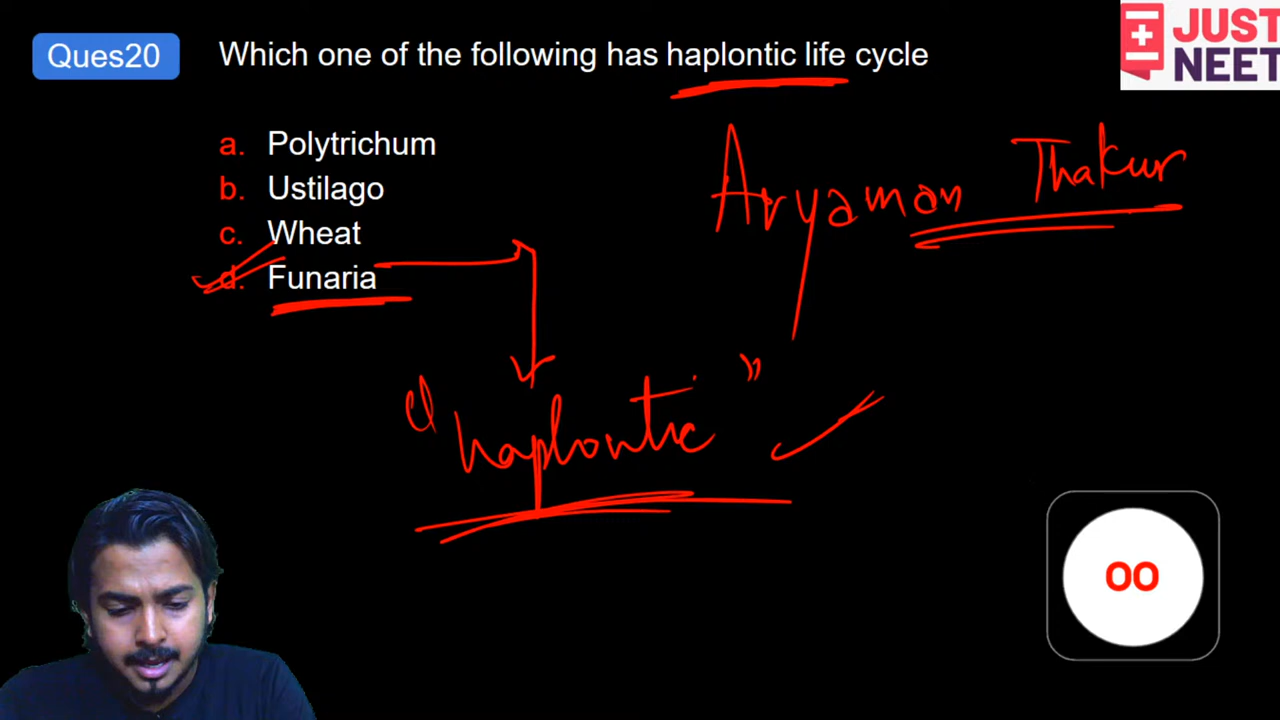 Ques20 Which one of the following has haplontic life cycle
JUST
NEET
a. Polytrichum
b. Ustilago
c. Wheat
d. Funaria
Aryaman Thakur
"haplontic"
00